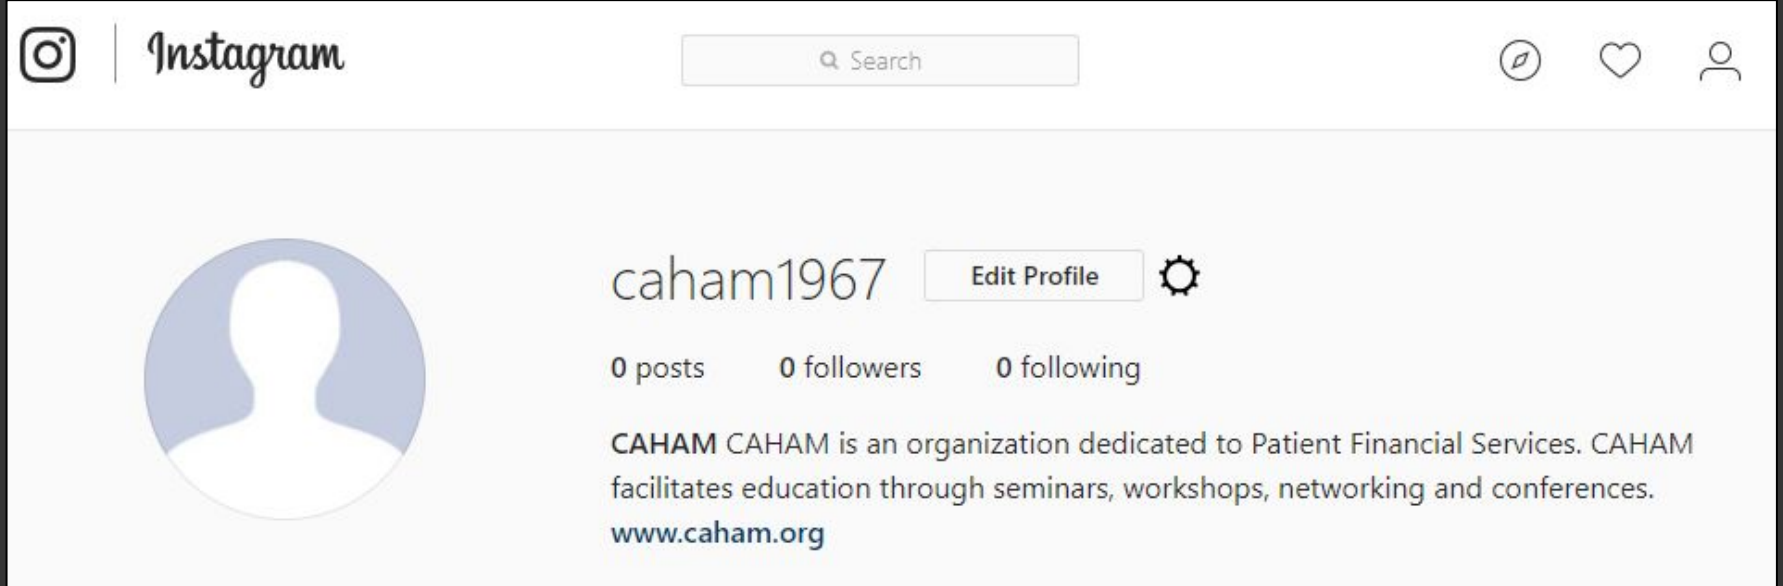 Instagram
Search
caham1967 Edit Profile
0 posts 0 followers 0 following
CAHAM CAHAM is an organization dedicated to Patient Financial Services. CAHAM
facilitates education through seminars, workshops, networking and conferences.
www.caham.org